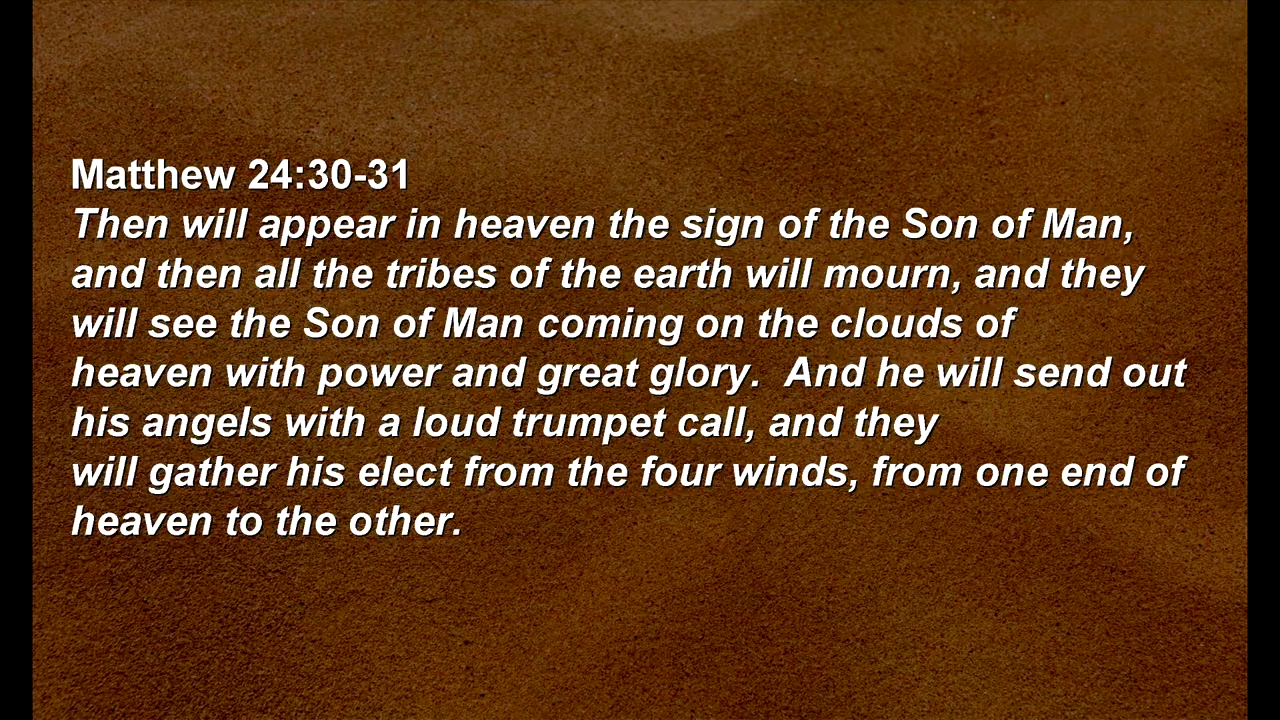 Matthew 24:30-31
Then will appear in heaven the sign of the Son of Man,
and then all the tribes of the earth will mourn, and they
will see the Son of Man coming on the clouds of
heaven with power and great glory.  And he will send out
his angels with a loud trumpet call, and they
will gather his elect from the four winds, from one end of
heaven to the other.